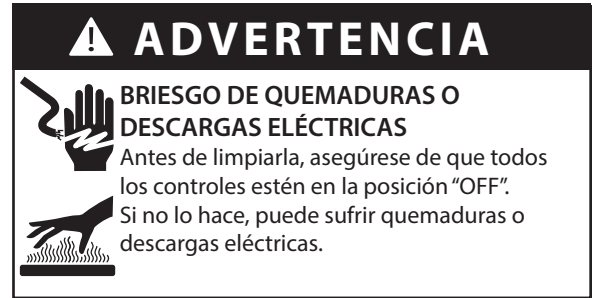 ADVERTENCIA
BRIESGO DE QUEMADURAS O
DESCARGAS ELÉCTRICAS
Antes de limpiarla, asegúrese de que todos
los controles estén en la posición “OFF”.
Si no lo hace, puede sufrir quemaduras o
descargas eléctricas.